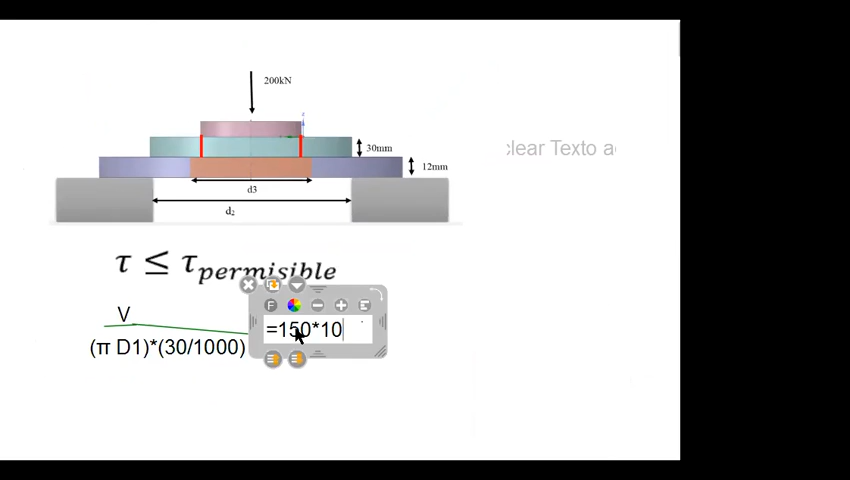 200kN
30mm
12mm
d3
d₂
τ ≤ τpermisible
V
(π D1)*(30/1000)
=150*10
F
clear Texto a